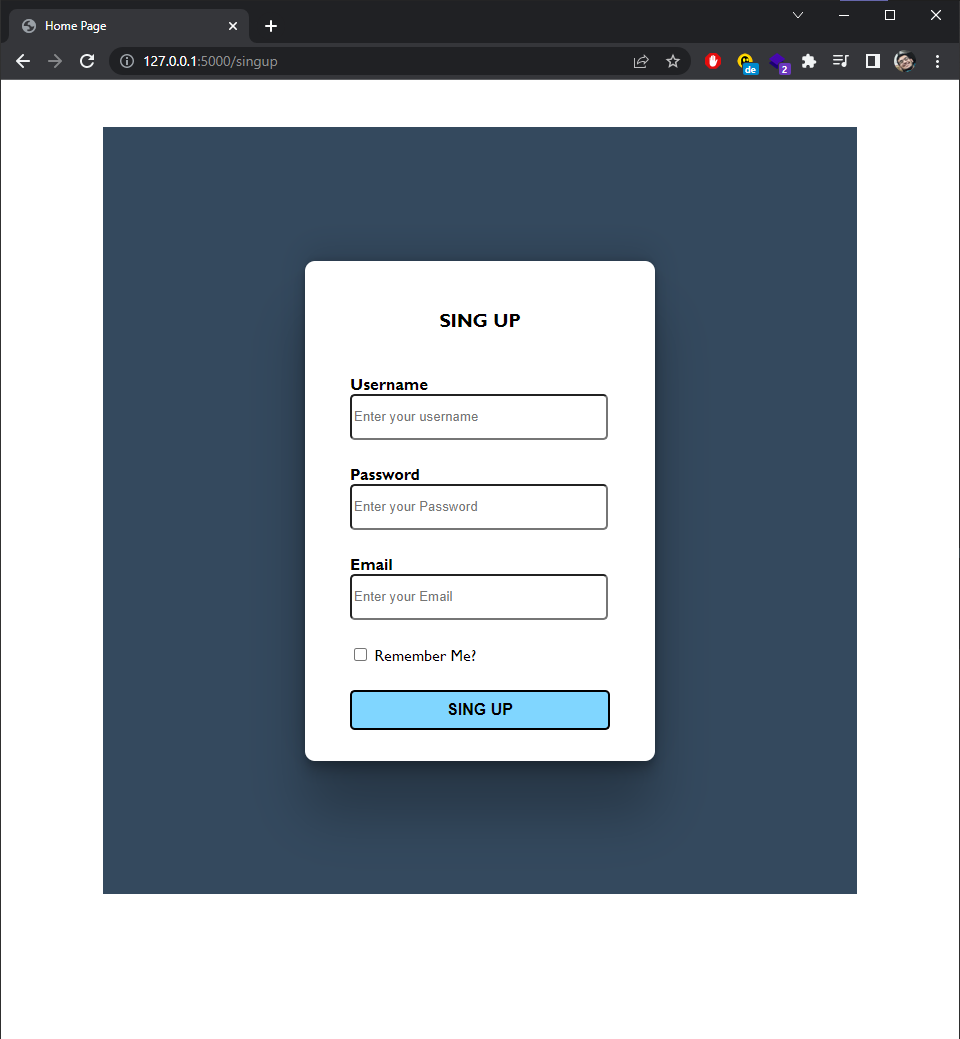 Home Page
127.0.0.1:5000/singup
de
2
SING UP
Username
Enter your username
Password
Enter your Password
Email
Enter your Email
Remember Me?
SING UP